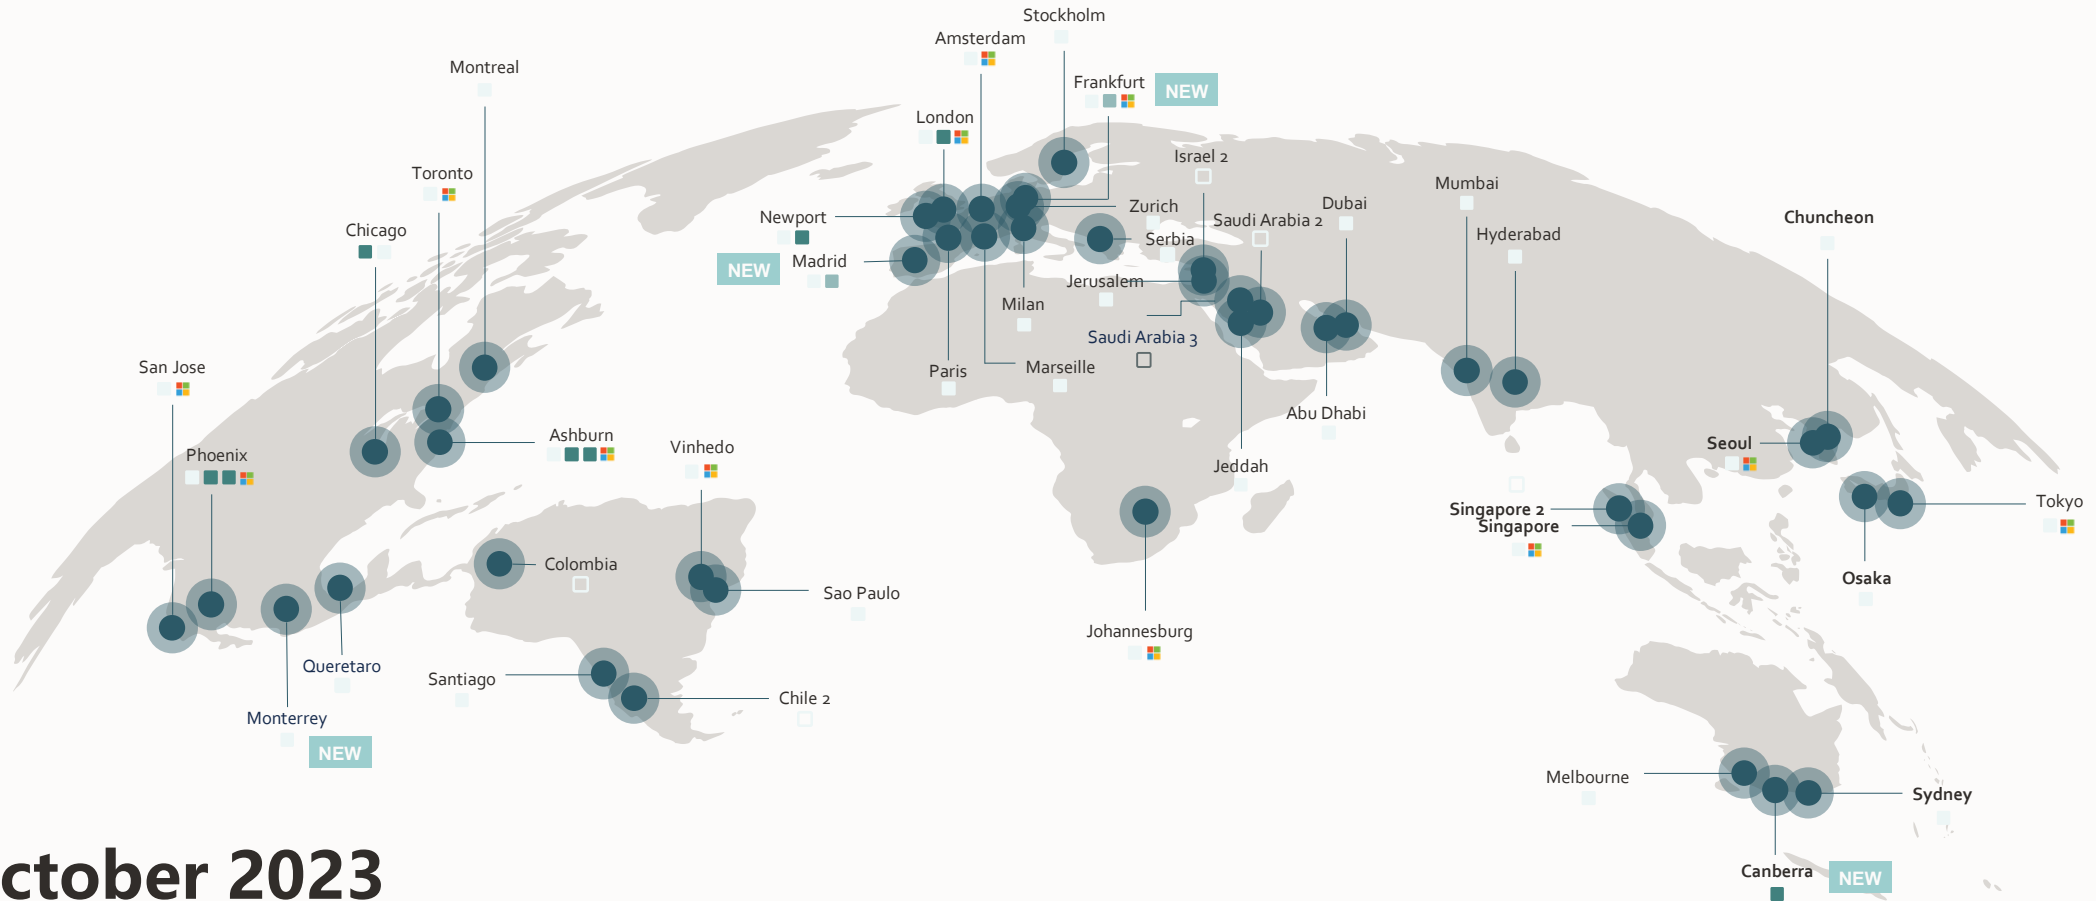 Stockholm
Amsterdam
Montreal
Frankfurt
NEW
London
Israel 2
Toronto
Mumbai
Dubai
Zurich
Newport
Saudi Arabia 2
Chuncheon
Chicago
Hyderabad
Serbia
NEW
Madrid
Jerusalem
Milan
Saudi Arabia 3
San Jose
Paris
Marseille
Abu Dhabi
Ashburn
Vinhedo
Seoul
Phoenix
Jeddah
Singapore 2
Tokyo
Singapore
Colombia
Osaka
Sao Paulo
Johannesburg
Queretaro
Santiago
Chile 2
Monterrey
NEW
Melbourne
Sydney
Canberra
NEW
ctober 2023